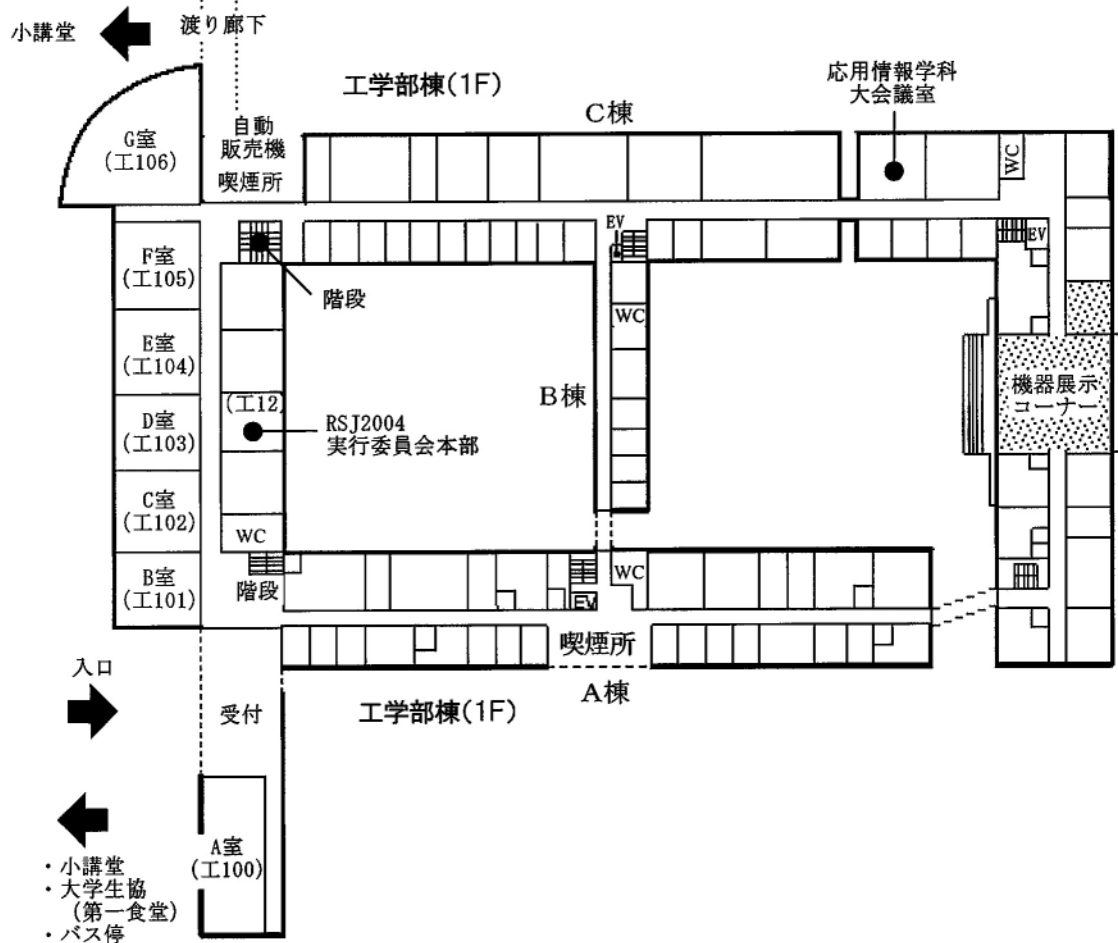 小講堂
渡り廊下
工学部棟(1F)
応用情報学科
大会議室
C棟
G室
(工106)
自動
販売機
喫煙所
WC
EV
EV
F室
(工105)
階段
WC
E室
(工104)
B棟
機器展示
コーナー
(工12)
D室
(工103)
RSJ2004
実行委員会本部
C室
(工102)
WC
B室
(工101)
階段
WC
EV
喫煙所
A棟
入口
受付
工学部棟(1F)
A室
(工100)
・小講堂
・大学生協
(第一食堂)
・バス停